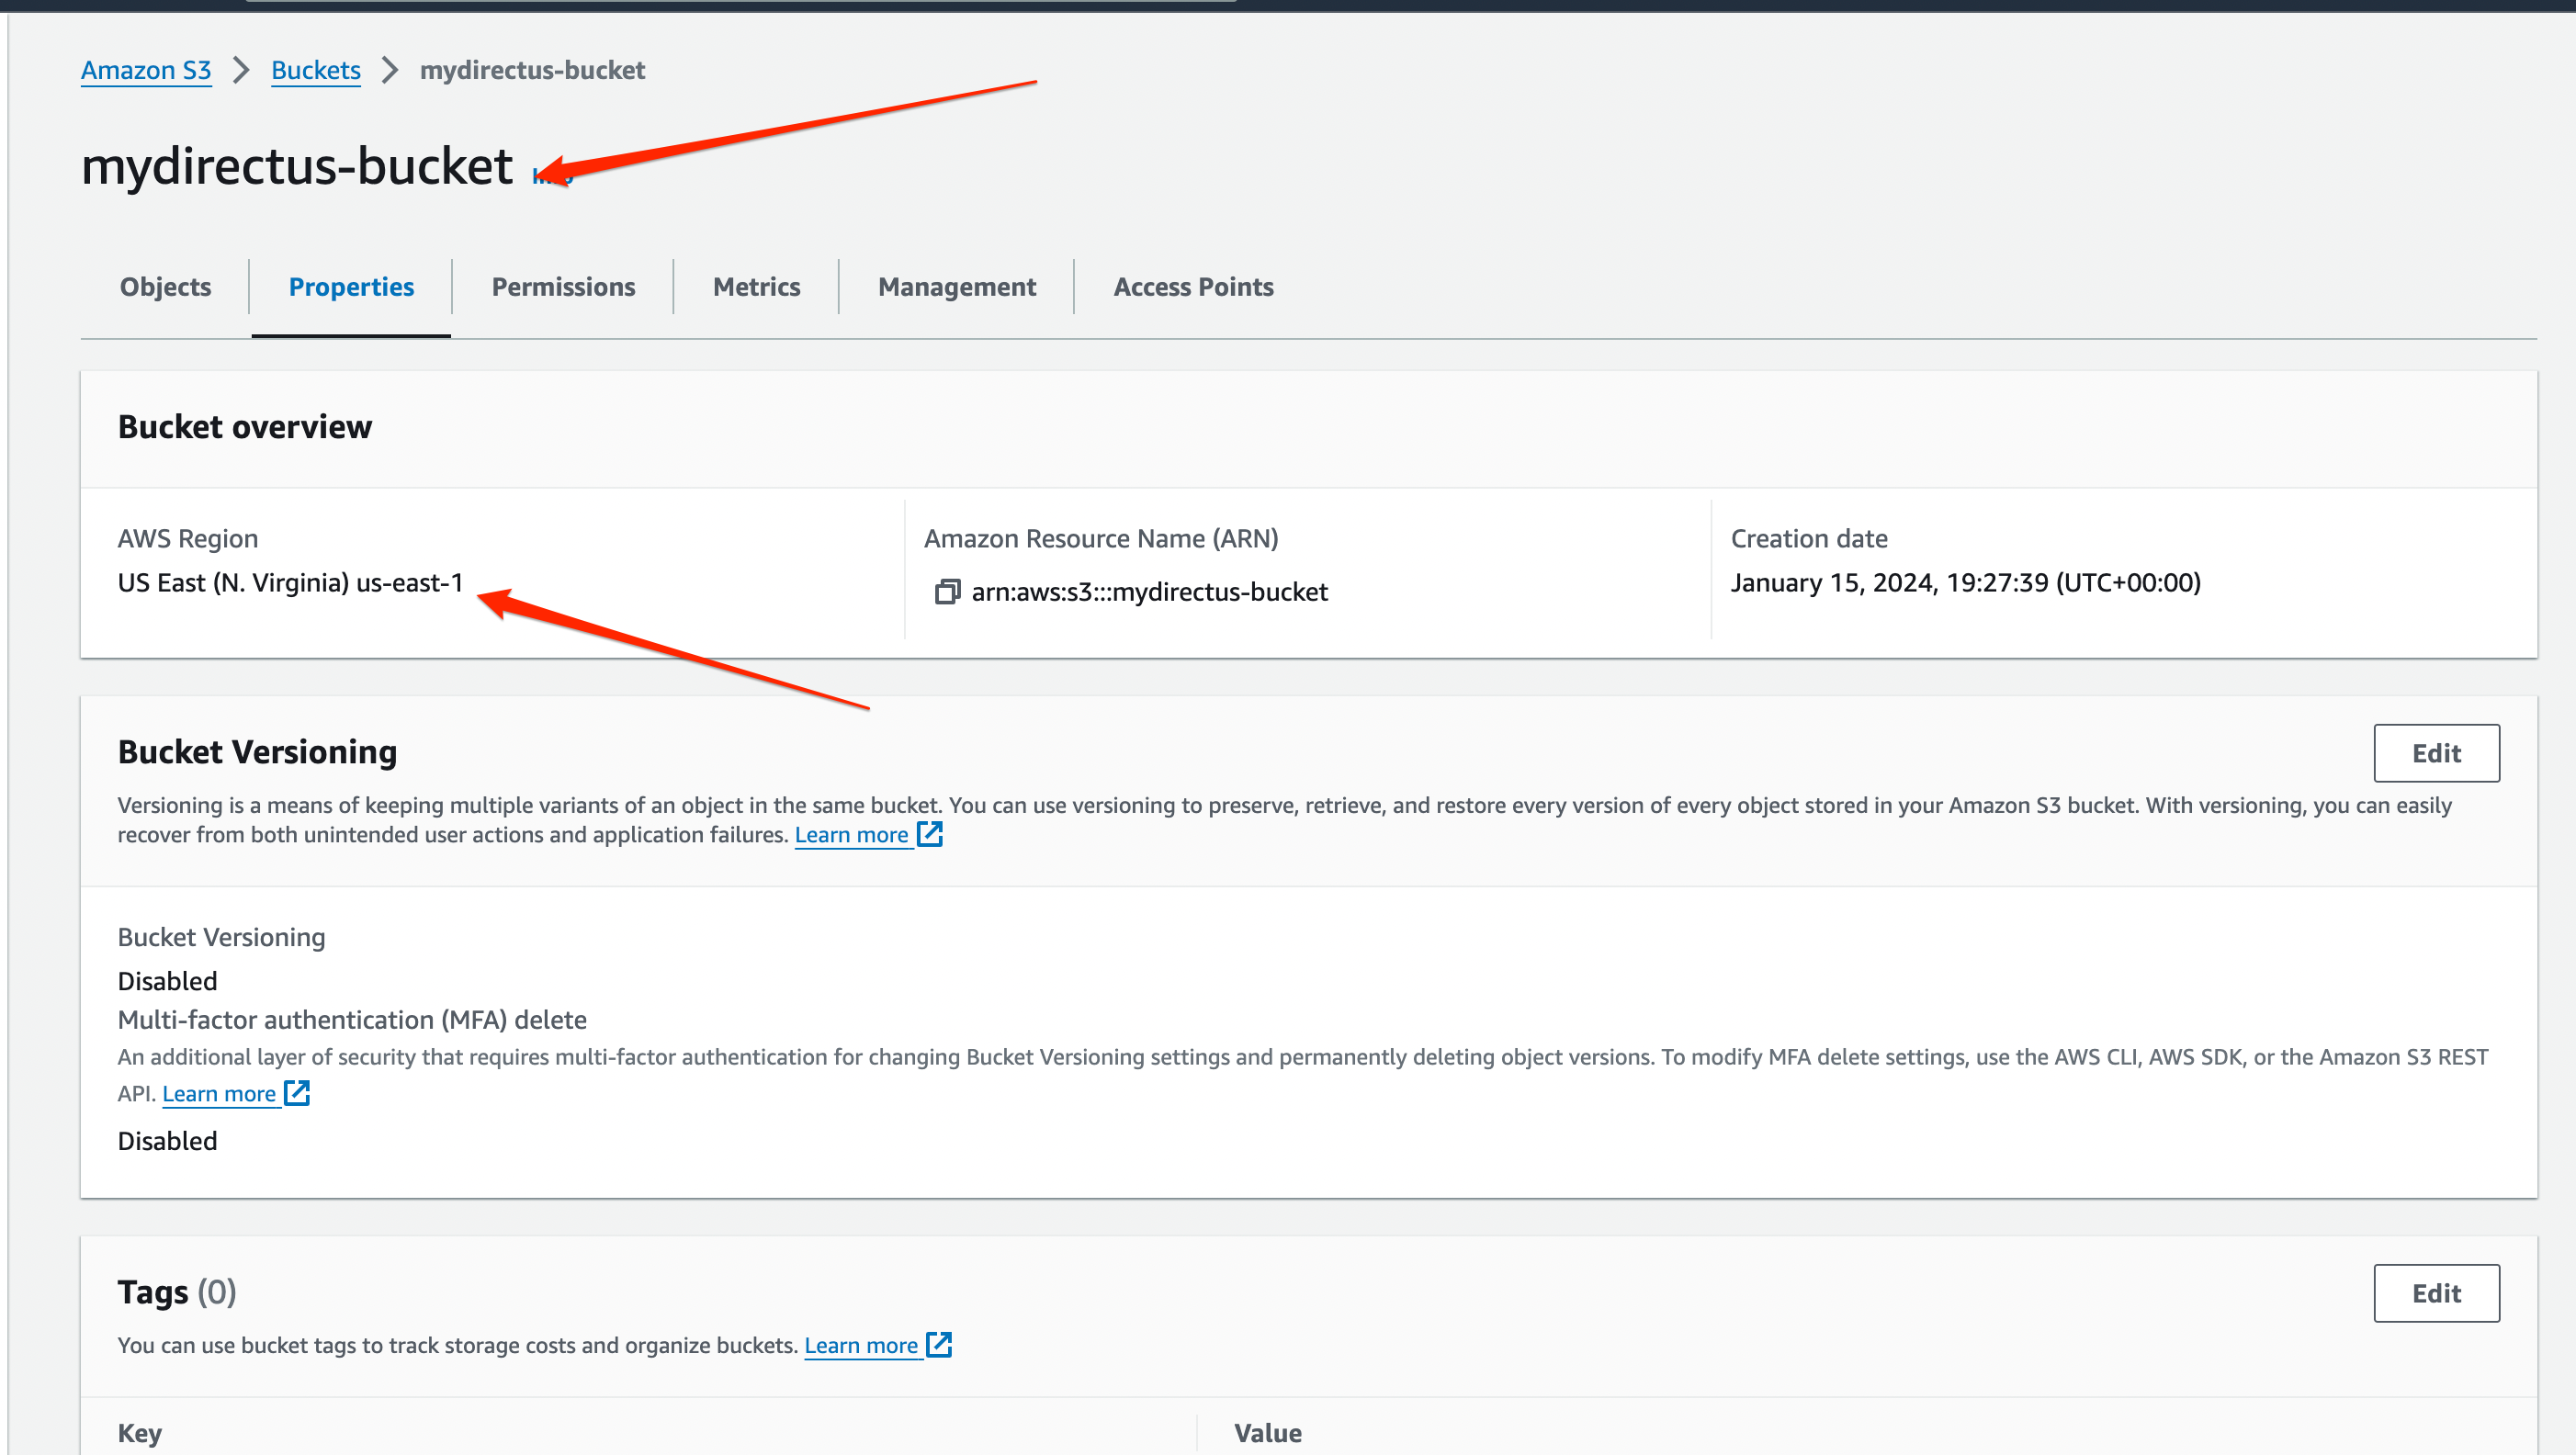 Amazon S3 > Buckets > mydirectus-bucket
mydirectus-bucket
Objects
Properties
Permissions
Metrics
Management
Access Points
Bucket overview
AWS Region
US East (N. Virginia) us-east-1
Amazon Resource Name (ARN)
arn:aws:s3:::mydirectus-bucket
Creation date
January 15, 2024, 19:27:39 (UTC+00:00)
Bucket Versioning
Edit
Versioning is a means of keeping multiple variants of an object in the same bucket. You can use versioning to preserve, retrieve, and restore every version of every object stored in your Amazon S3 bucket. With versioning, you can easily
recover from both unintended user actions and application failures. Learn more
Bucket Versioning
Disabled
Multi-factor authentication (MFA) delete
An additional layer of security that requires multi-factor authentication for changing Bucket Versioning settings and permanently deleting object versions. To modify MFA delete settings, use the AWS CLI, AWS SDK, or the Amazon S3 REST
API. Learn more
Disabled
Tags (0)
Edit
You can use bucket tags to track storage costs and organize buckets. Learn more
Key
Value